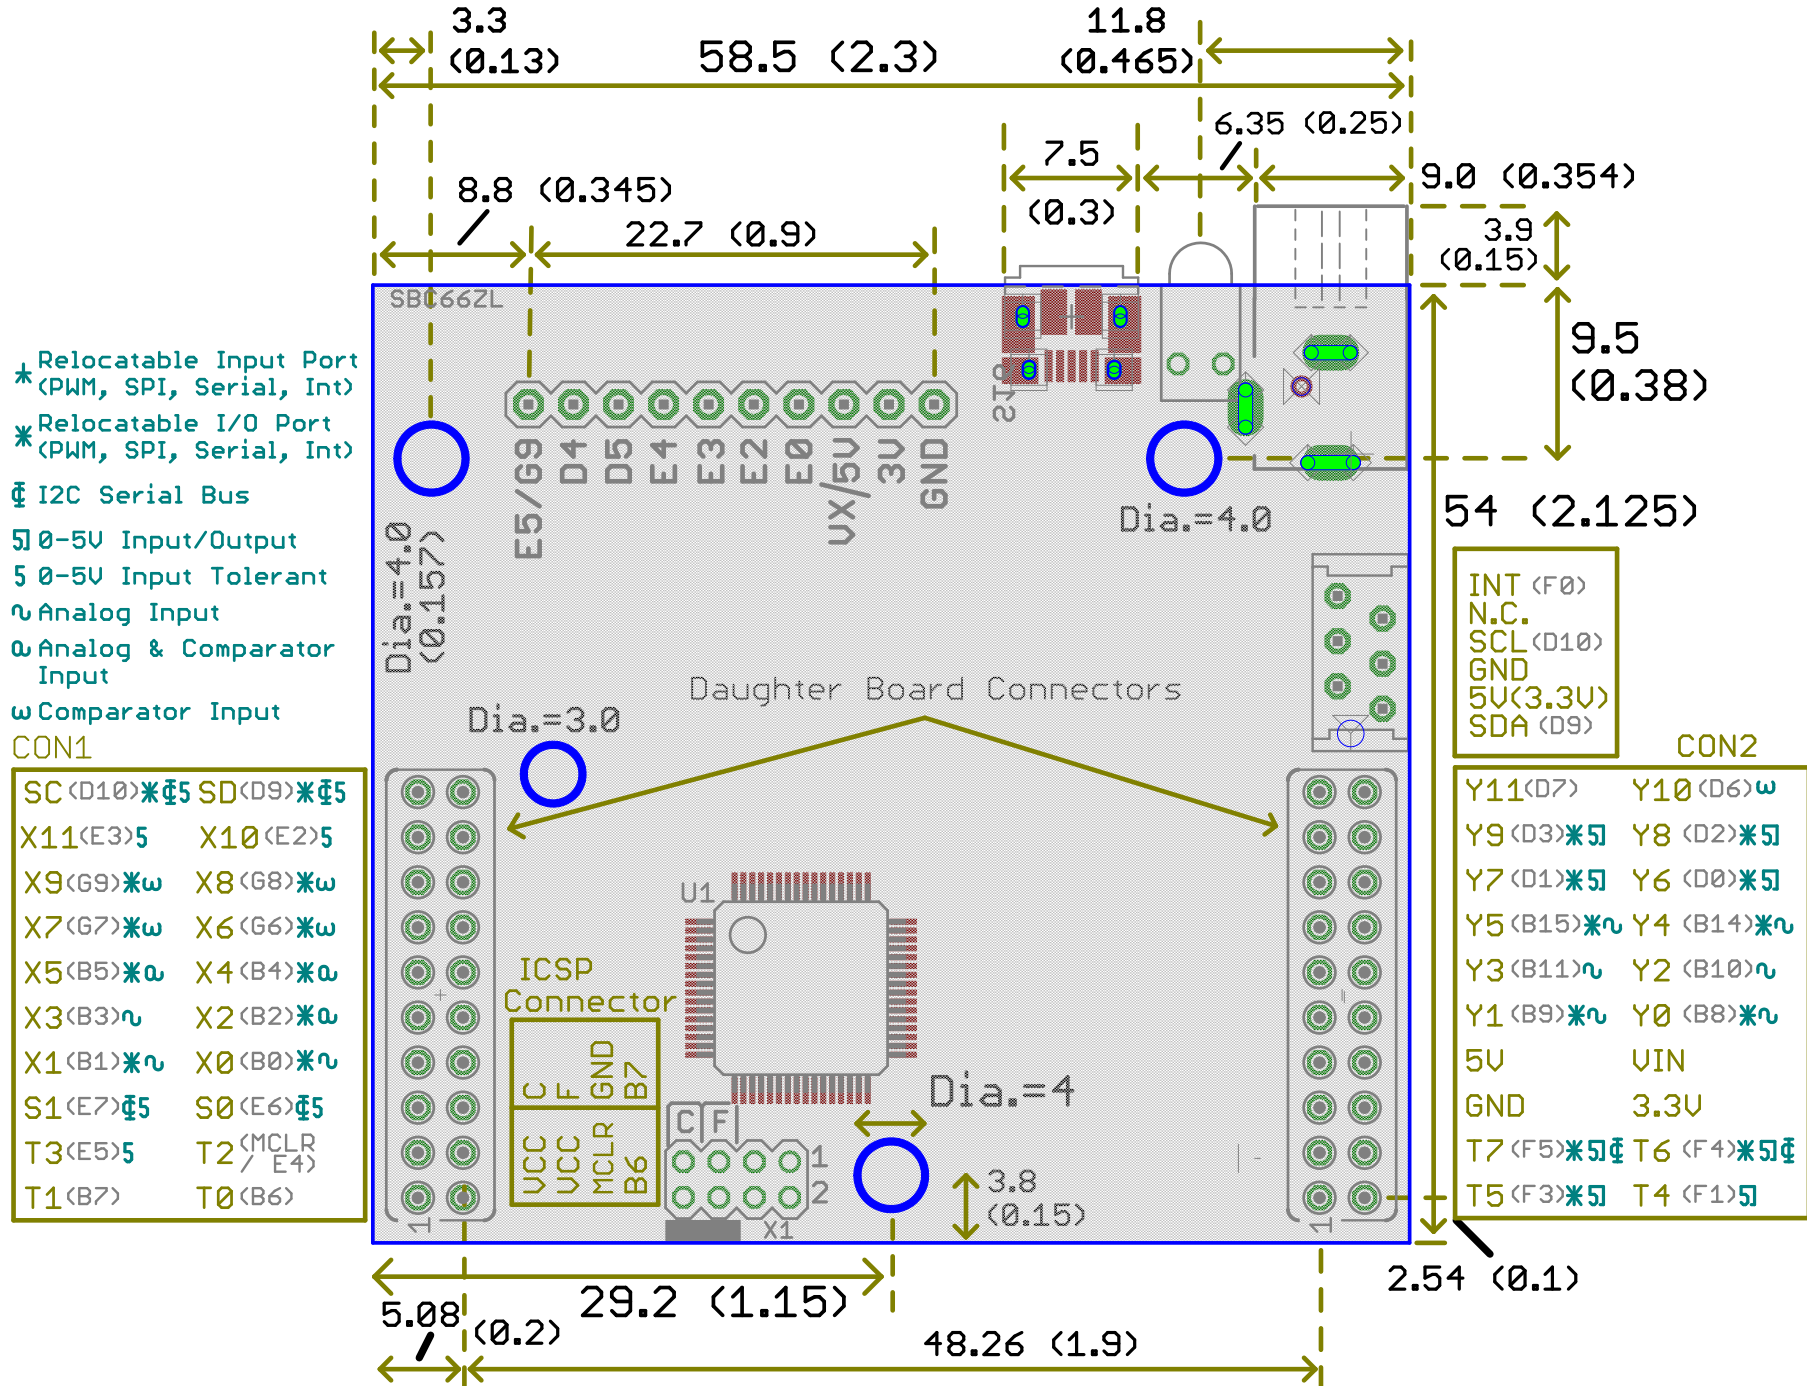 3.3
(0.13)
58.5 (2.3)
11.8
(0.465)
6.35 (0.25)
7.5
(0.3)
9.0 (0.354)
8.8 (0.345)
22.7 (0.9)
3.9
(0.15)
SBC66ZL
9.5
(0.38)
Relocatable Input Port
(PWM, SPI, Serial, Int)
Relocatable I/O Port
(PWM, SPI, Serial, Int)
I2C Serial Bus
0-5V Input/Output
5 0-5V Input Tolerant
Analog Input
Analog & Comparator
Input
Comparator Input
E5/G9
D4
D5
E4
E3
E2
E0
VX/5V
3V
GND
Dia.=4.0
(0.157)
Dia.=4.0
54 (2.125)
INT (F0)
N.C.
SCL (D10)
GND
5V(3.3V)
SDA (D9)
Daughter Board Connectors
Dia.=3.0
CON1
SC (D10) 5 SD (D9) 5
X11 (E3) 5 X10 (E2) 5
X9 (G9) X8 (G8)
X7 (G7) X6 (G6)
X5 (B5) X4 (B4)
X3 (B3) X2 (B2)
X1 (B1) X0 (B0)
S1 (E7) 5 S0 (E6) 5
T3 (E5) 5 T2 (MCLR
/ E4)
T1 (B7) T0 (B6)
CON2
Y11 (D7) Y10 (D6)
Y9 (D3) Y8 (D2)
Y7 (D1) Y6 (D0)
Y5 (B15) Y4 (B14)
Y3 (B11) Y2 (B10)
Y1 (B9) Y0 (B8)
5V VIN
GND 3.3V
T7 (F5) T6 (F4)
T5 (F3) T4 (F1)
U1
ICSP
Connector
C
F
GND
B7
VCC
VCC
MCLR
B6
C F
1
2
X1
Dia.=4
3.8
(0.15)
1
1
2.54 (0.1)
29.2 (1.15)
5.08
(0.2)
48.26 (1.9)